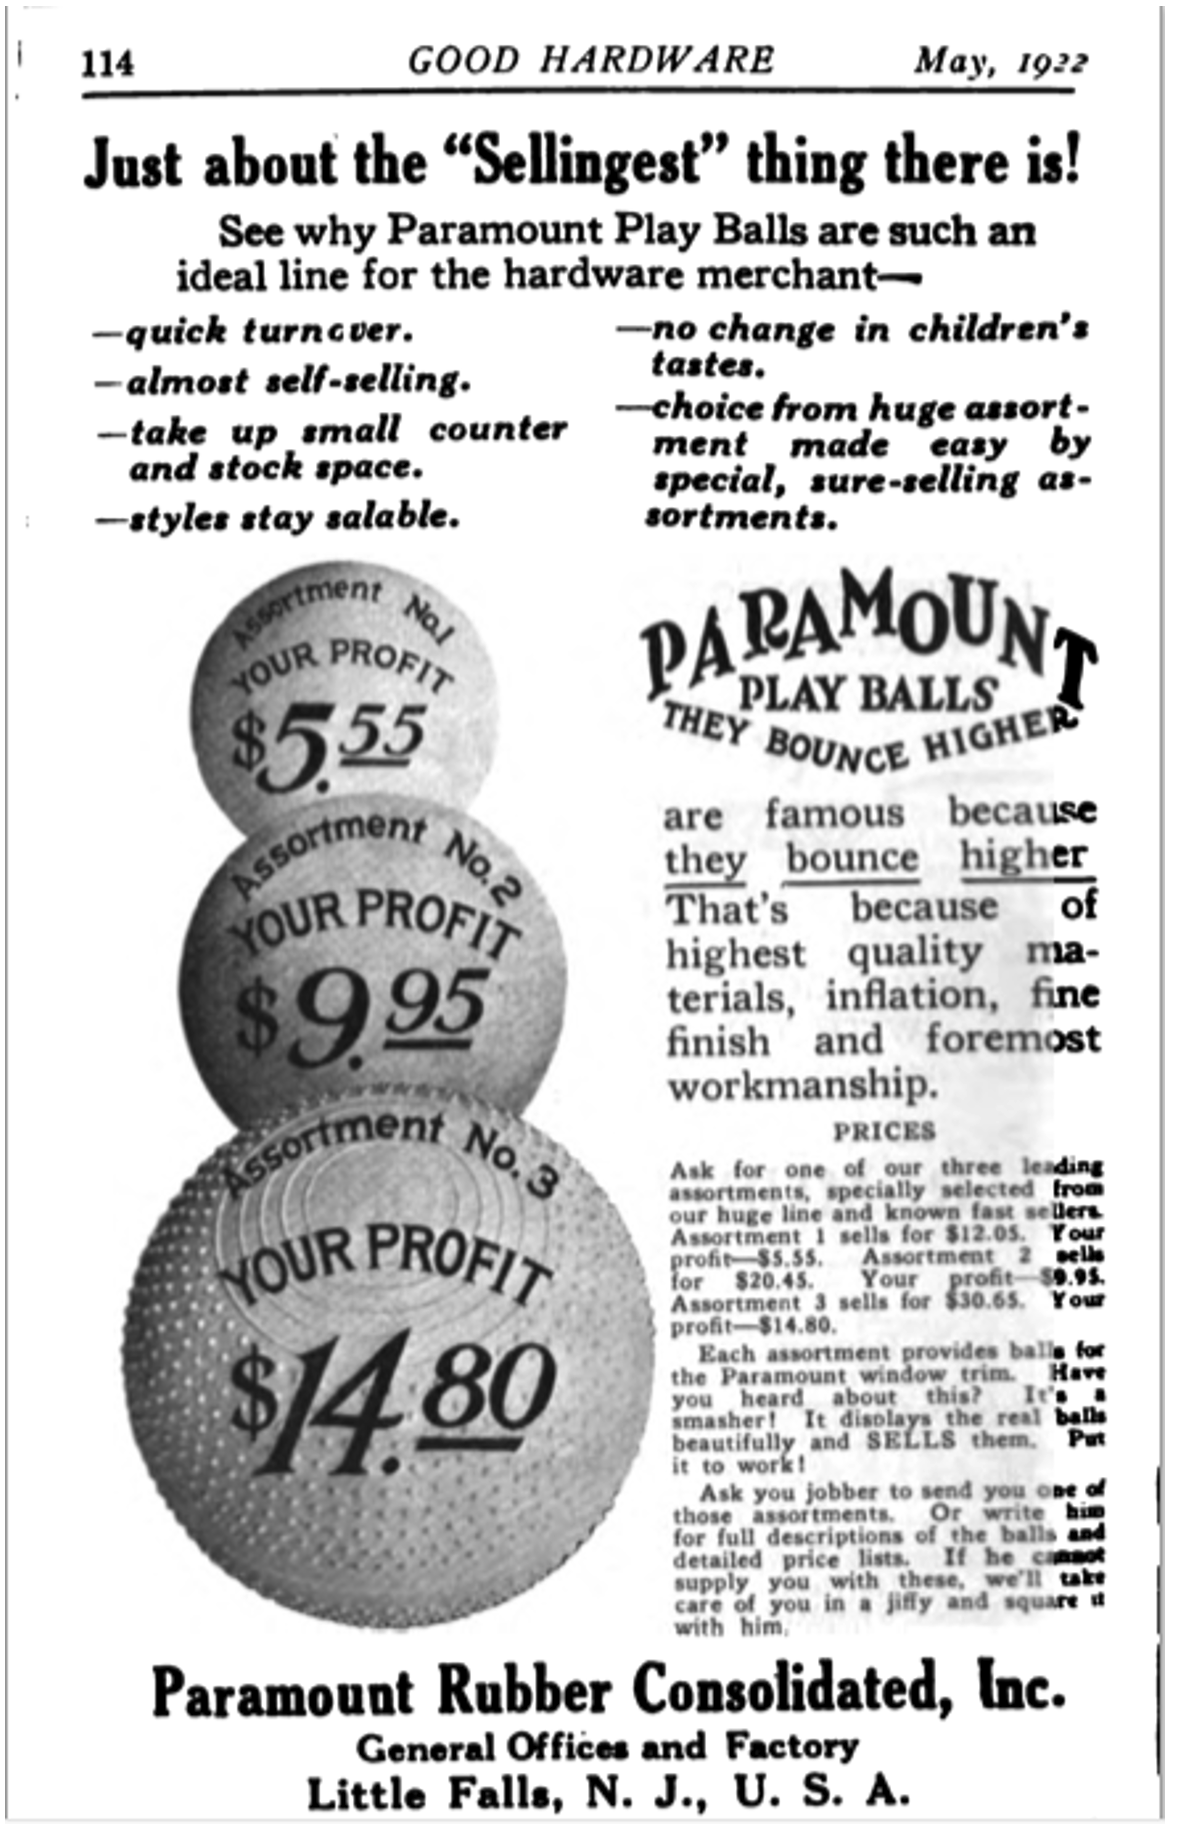 114 GOOD HARDWARE May, 1922
Just about the “Sellingest” thing there is!
See why Paramount Play Balls are such an
ideal line for the hardware merchant—
—quick turnover.
—almost self-selling.
—take up small counter
and stock space.
—styles stay salable.
—no change in children's
tastes.
—choice from huge assort-
ment made easy by
special, sure-selling as-
sortments.
Assortment No.1
YOUR PROFIT
$5.55
Assortment No.2
YOUR PROFIT
$9.95
Assortment No.3
YOUR PROFIT
$14.80
PARAMOUNT
PLAY BALLS
THEY BOUNCE HIGHER
are famous because
they bounce higher
That's because of
highest quality ma-
terials, inflation, fine
finish and foremost
workmanship.
PRICES
Ask for one of our three leading
assortments, specially selected from
our huge line and known fast sellers.
Assortment 1 sells for $12.05. Your
profit—$5.55. Assortment 2 sells
for $20.45. Your profit—$9.95.
Assortment 3 sells for $30.65. Your
profit—$14.80.
Each assortment provides balls for
the Paramount window trim. Have
you heard about this? It's a
smasher! It displays the real balls
beautifully and SELLS them. Put
it to work!
Ask you jobber to send you one of
those assortments. Or write him
for full descriptions of the balls and
detailed price lists. If he cannot
supply you with these, we'll take
care of you in a jiffy and square it
with him.
Paramount Rubber Consolidated, Inc.
General Offices and Factory
Little Falls, N. J., U. S. A.